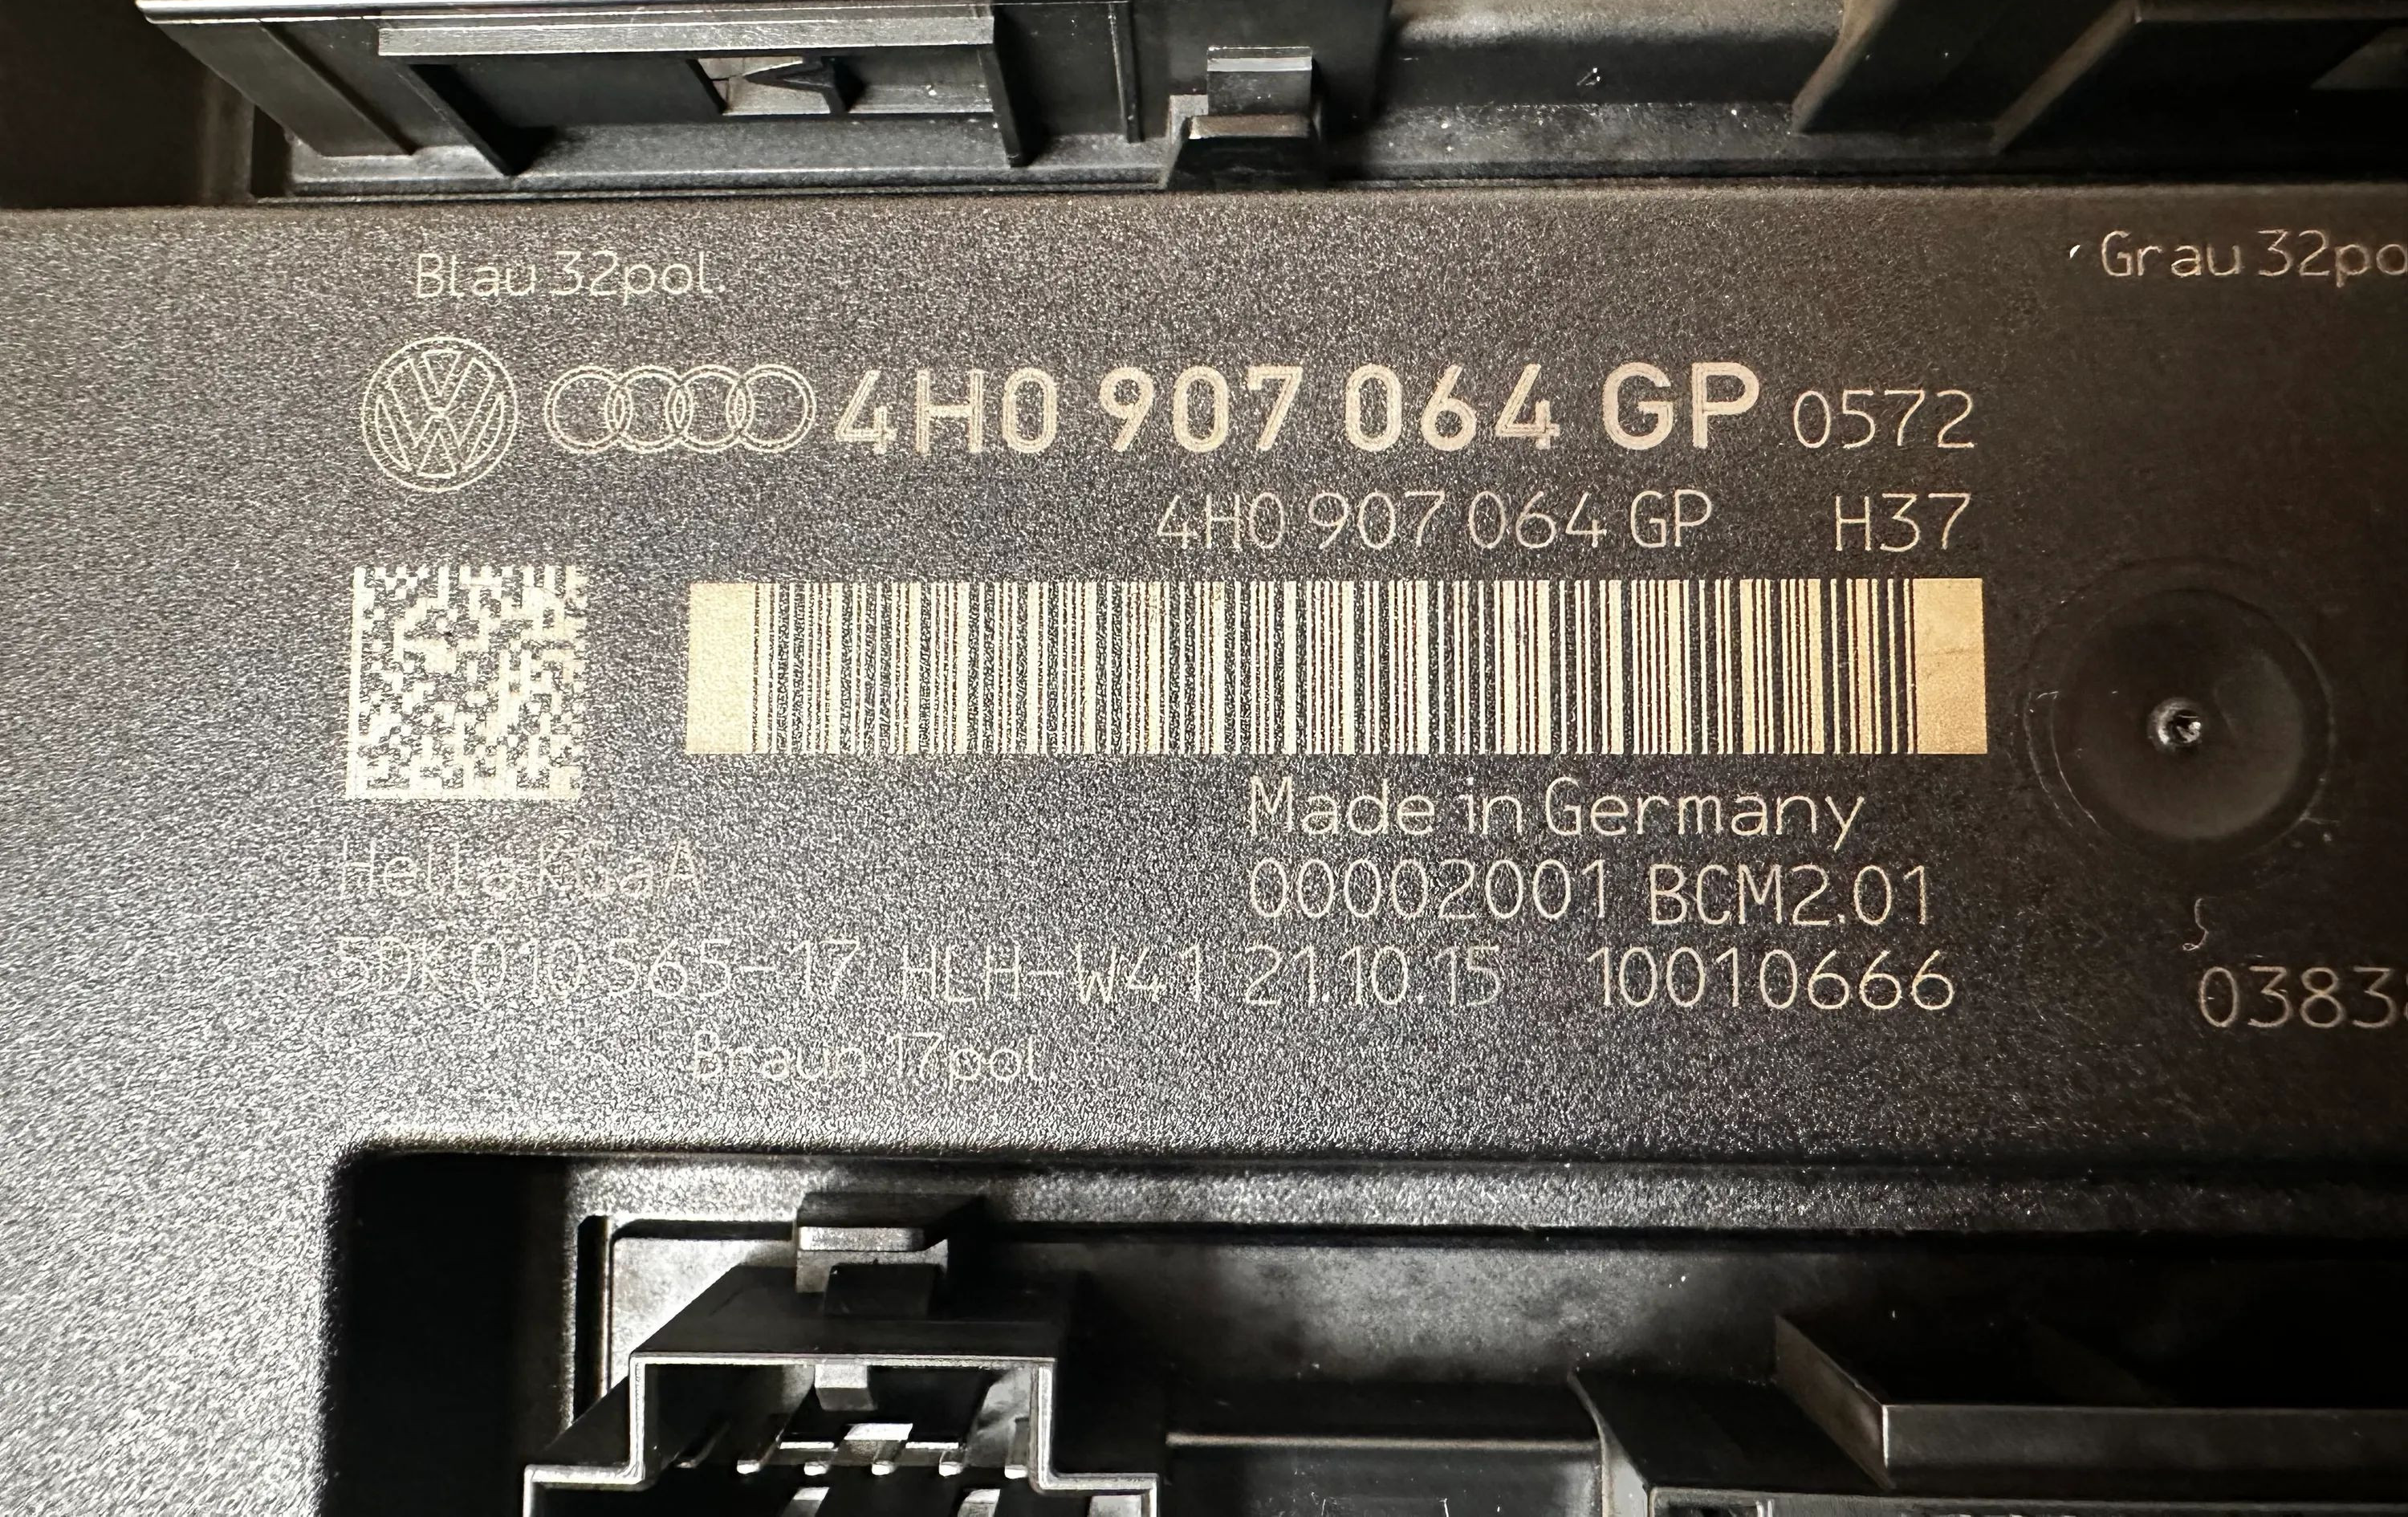 Blau 32pol.
Grau 32po
4H0 907 064 GP 0572
4H0 907 064 GP H37
Made in Germany
Hella KGaA
00002001 BCM2.01
5DK 010 565-17 HLH-W41 21.10.15 10010666
0383
Braun 17pol.